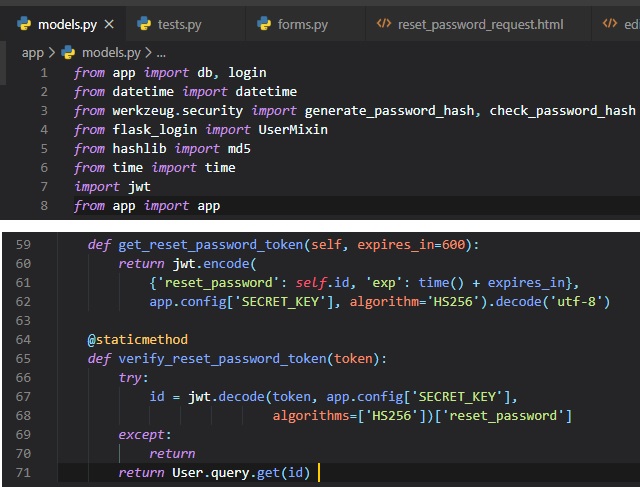 models.py × tests.py forms.py <> reset_password_request.html <> edi
app > models.py > ...
1 from app import db, login
2 from datetime import datetime
3 from werkzeug.security import generate_password_hash, check_password_hash
4 from flask_login import UserMixin
5 from hashlib import md5
6 from time import time
7 import jwt
8 from app import app
59 def get_reset_password_token(self, expires_in=600):
60 return jwt.encode(
61 {'reset_password': self.id, 'exp': time() + expires_in},
62 app.config['SECRET_KEY'], algorithm='HS256').decode('utf-8')
63
64 @staticmethod
65 def verify_reset_password_token(token):
66 try:
67 id = jwt.decode(token, app.config['SECRET_KEY'],
68 algorithms=['HS256'])['reset_password']
69 except:
70 return
71 return User.query.get(id)